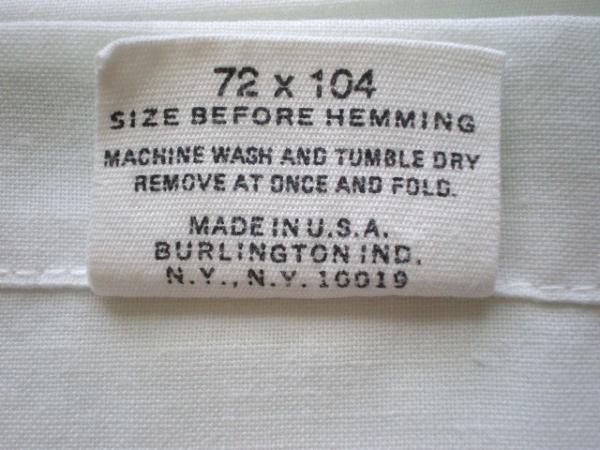 72 x 104
SIZE BEFORE HEMMING
MACHINE WASH AND TUMBLE DRY
REMOVE AT ONCE AND FOLD.
MADE IN U.S.A.
BURLINGTON IND.
N.Y., N.Y. 10019